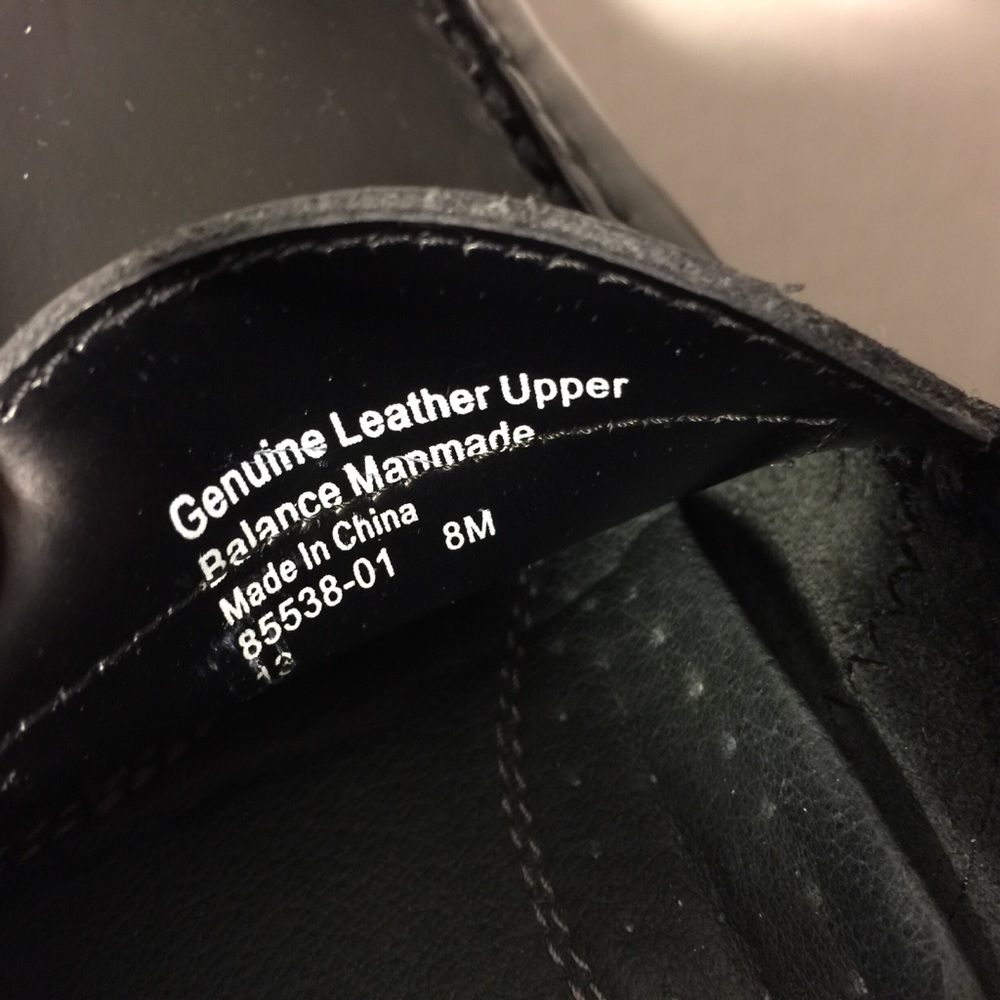 Genuine Leather Upper
Balance Manmade
Made In China
85538-01 8M